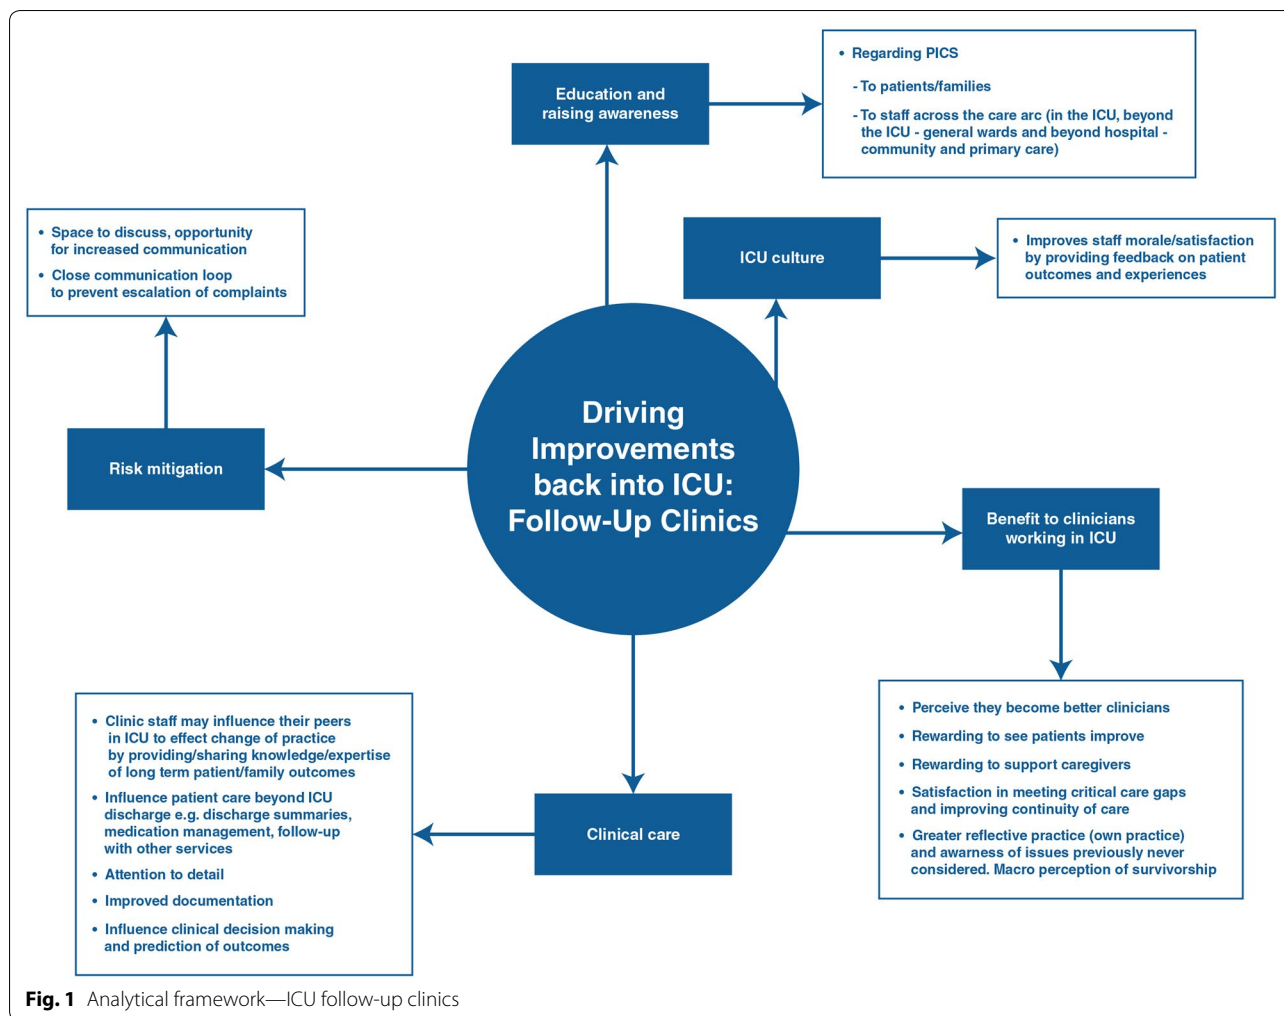 Education and
raising awareness
• Regarding PICS
- To patients/families
- To staff across the care arc (in the ICU, beyond
the ICU - general wards and beyond hospital -
community and primary care)
ICU culture
• Improves staff morale/satisfaction
by providing feedback on patient
outcomes and experiences
• Space to discuss, opportunity
for increased communication
• Close communication loop
to prevent escalation of complaints
Risk mitigation
Driving
Improvements
back into ICU:
Follow-Up Clinics
Benefit to clinicians
working in ICU
• Perceive they become better clinicians
• Rewarding to see patients improve
• Rewarding to support caregivers
• Satisfaction in meeting critical care gaps
and improving continuity of care
• Greater reflective practice (own practice)
and awarness of issues previously never
considered. Macro perception of survivorship
Clinical care
• Clinic staff may influence their peers
in ICU to effect change of practice
by providing/sharing knowledge/expertise
of long term patient/family outcomes
• Influence patient care beyond ICU
discharge e.g. discharge summaries,
medication management, follow-up
with other services
• Attention to detail
• Improved documentation
• Influence clinical decision making
and prediction of outcomes
Fig. 1 Analytical framework—ICU follow-up clinics